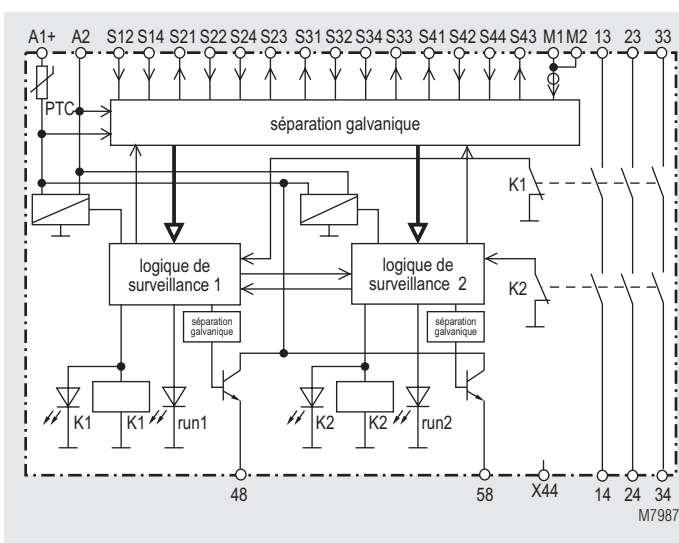 A1+ A2 S12 S14 S21 S22 S24 S23 S31 S32 S34 S33 S41 S42 S44 S43 M1 M2 13 23 33
PTC
séparation galvanique
K1
logique de
surveillance 1
logique de
surveillance 2
K2
séparation
galvanique
séparation
galvanique
K1 K1 run1 K2 K2 run2
48 58 X44 14 24 34
M7987